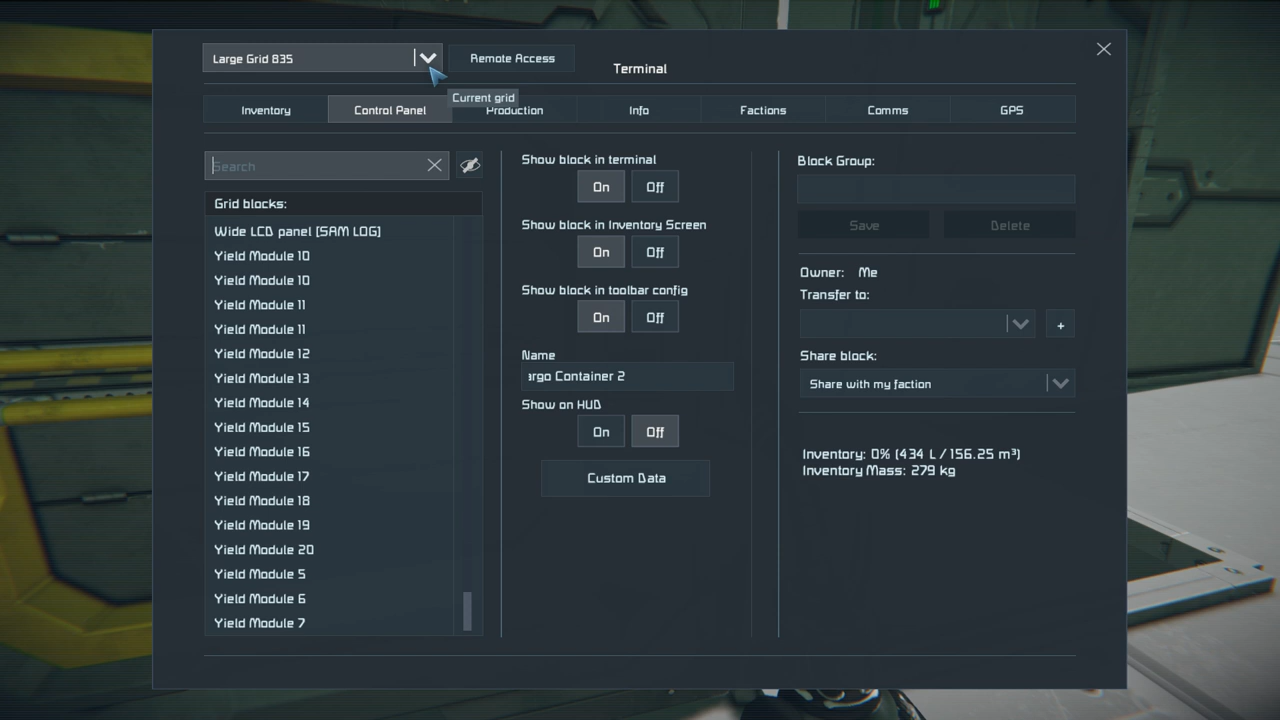 Large Grid 835
Remote Access
Terminal
Current grid
Inventory
Control Panel
Production
Info
Factions
Comms
GPS
Search
Grid blocks:
Wide LCD panel [SAM LOG]
Yield Module 10
Yield Module 10
Yield Module 11
Yield Module 11
Yield Module 12
Yield Module 13
Yield Module 14
Yield Module 15
Yield Module 16
Yield Module 17
Yield Module 18
Yield Module 19
Yield Module 20
Yield Module 5
Yield Module 6
Yield Module 7
Show block in terminal
On Off
Show block in Inventory Screen
On Off
Show block in toolbar config
On Off
Name
argo Container 2
Show on HUD
On Off
Custom Data
Block Group:
Save Delete
Owner: Me
Transfer to:
+
Share block:
Share with my faction
Inventory: 0% (434 L / 156.25 m³)
Inventory Mass: 279 kg